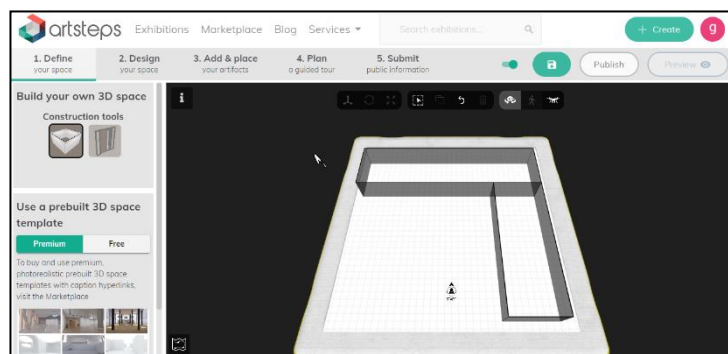 artsteps Exhibitions Marketplace Blog Services Search exhibitions... + Create g
1. Define 2. Design 3. Add & place 4. Plan 5. Submit
your space your space your artifacts a guided tour public information
Publish Preview
Build your own 3D space
Construction tools
i
Use a prebuilt 3D space
template
Premium Free
To buy and use premium,
photorealistic prebuilt 3D space
templates with caption hyperlinks,
visit the Marketplace